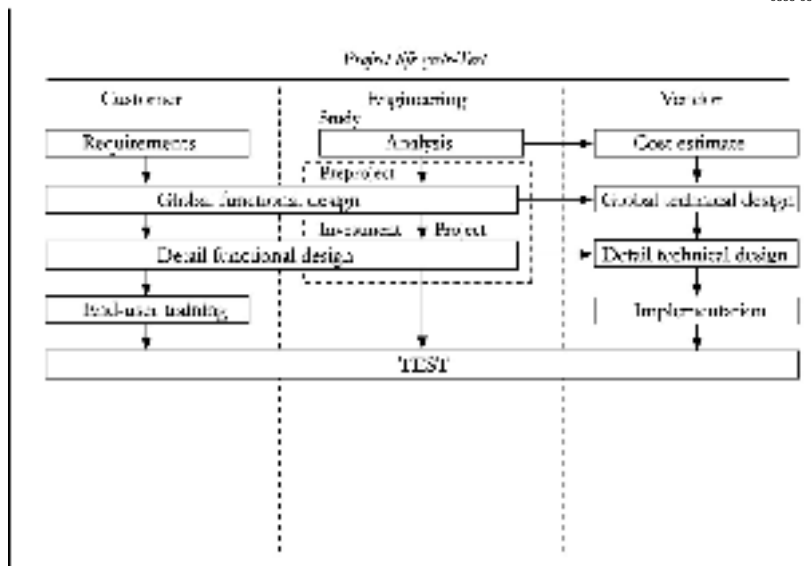 Project life cycle-Test
Customer Engineering Vendor
Study
Requirements Analysis Cost estimate
Preproject
Global functional design Global technical design
Investment Project
Detail functional design Detail technical design
End-user training Implementation
TEST